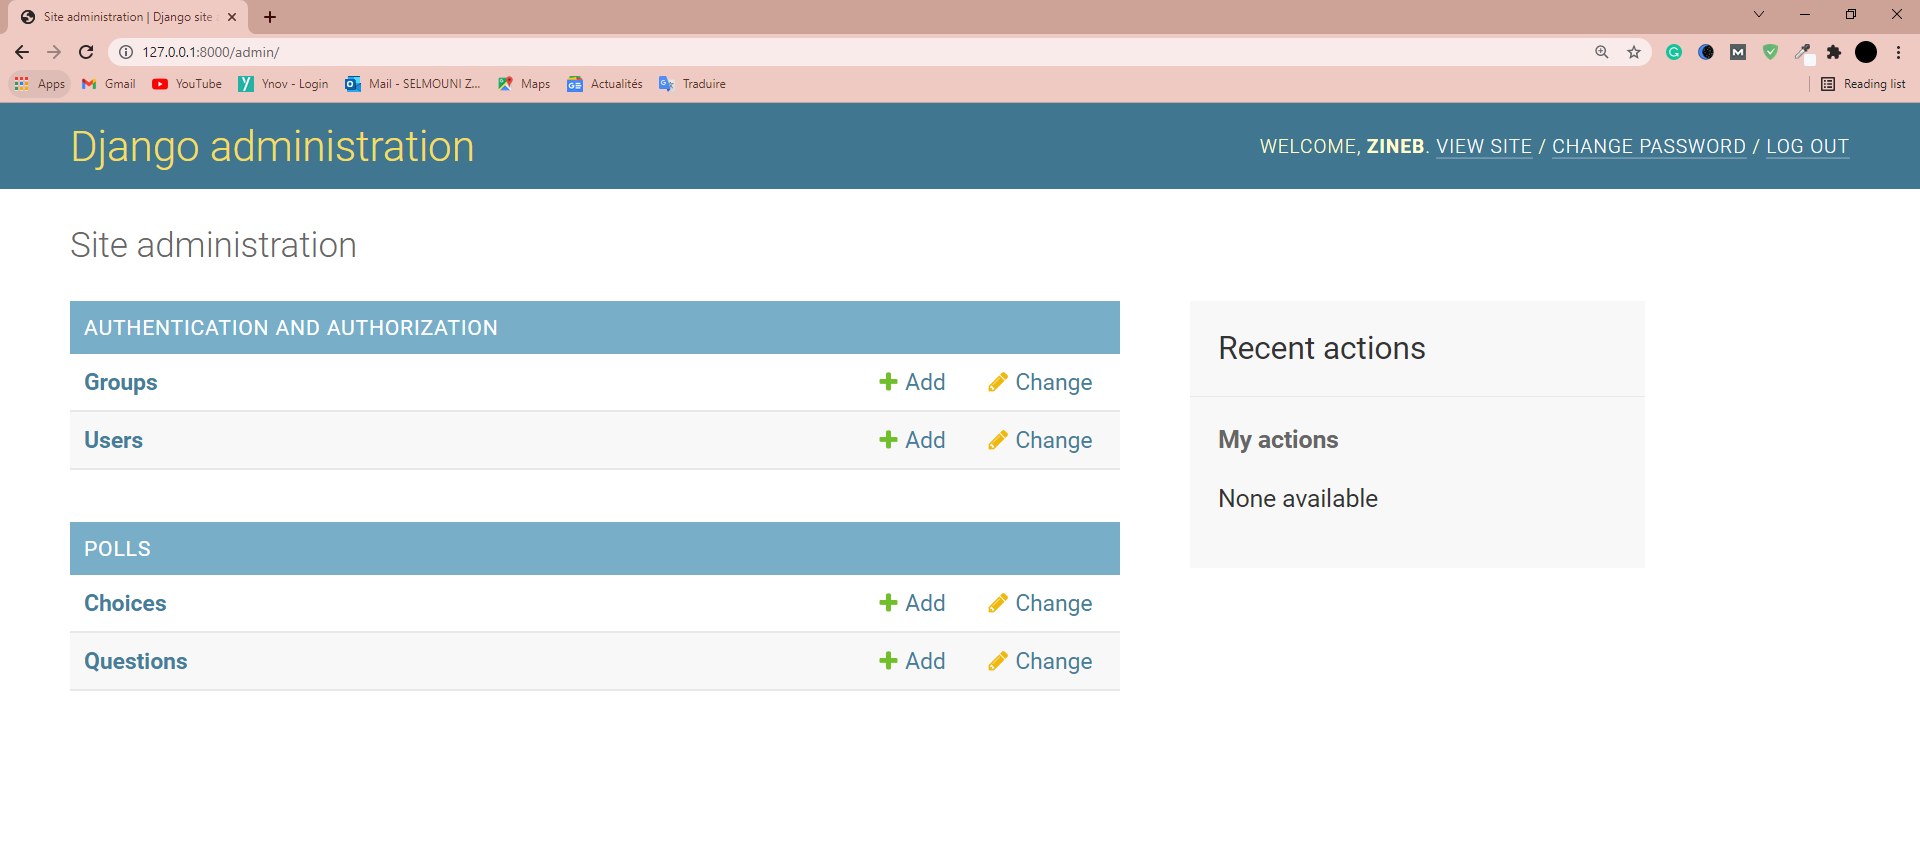 Site administration | Django site
127.0.0.1:8000/admin/
Apps Gmail YouTube Ynov - Login Mail - SELMOUNI Z... Maps Actualités Traduire Reading list
Django administration
WELCOME, ZINEB. VIEW SITE / CHANGE PASSWORD / LOG OUT
Site administration
AUTHENTICATION AND AUTHORIZATION
Groups Add Change
Users Add Change
POLLS
Choices Add Change
Questions Add Change
Recent actions
My actions
None available